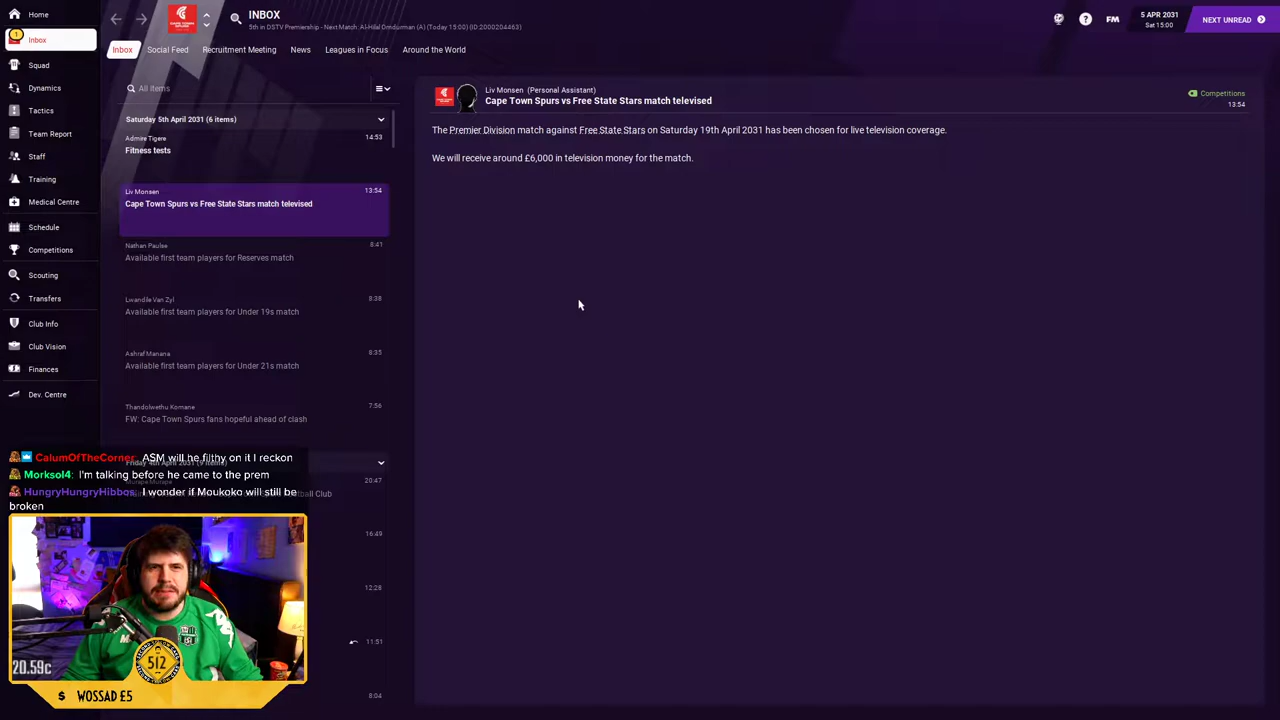 Home
INBOX
5th in DSTV Premiership - Next Match: Al-Hilal Omdurman (A) (Today 15:00) (ID:2000204463)
5 APR 2031
Sat 15:00
FM
NEXT UNREAD
1
Inbox
Squad
Dynamics
Tactics
Team Report
Staff
Training
Medical Centre
Schedule
Competitions
Scouting
Transfers
Club Info
Club Vision
Finances
Dev. Centre
Inbox
Social Feed
Recruitment Meeting
News
Leagues in Focus
Around the World
All items
Saturday 5th April 2031 (6 items)
Admire Tigere
14:53
Fitness tests
Liv Monsen
13:54
Cape Town Spurs vs Free State Stars match televised
Nathan Paulse
8:41
Available first team players for Reserves match
Lwandile Van Zyl
8:38
Available first team players for Under 19s match
Ashraf Manana
8:35
Available first team players for Under 21s match
Thandolwethu Komane
7:56
FW: Cape Town Spurs fans hopeful ahead of clash
Friday 4th April 2031 (9 items)
20:47
Football Club
16:49
12:28
11:51
8:04
Liv Monsen (Personal Assistant)
Cape Town Spurs vs Free State Stars match televised
Competitions
13:54
The Premier Division match against Free State Stars on Saturday 19th April 2031 has been chosen for live television coverage.
We will receive around £6,000 in television money for the match.
CalumOfTheCorner: ASM will be filthy on it I reckon
Morksol4: I'm talking before he came to the prem
HungryHungryHibbos: I wonder if Moukoko will still be
broken
20.59c
512
$ WOSSAD £5